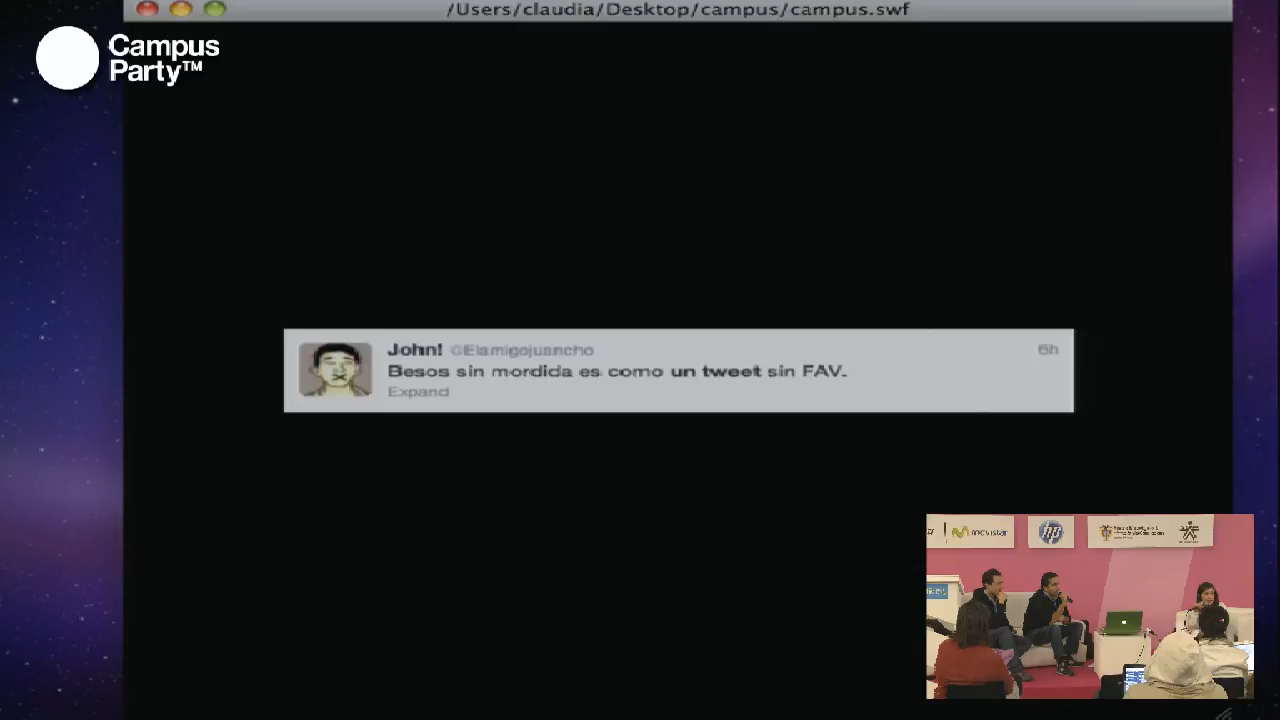 /Users/claudia/Desktop/campus/campus.swf
Campus
Party™
John! @Elamigojuancho 6h
Besos sin mordida es como un tweet sin FAV.
Expand
movistar
hp